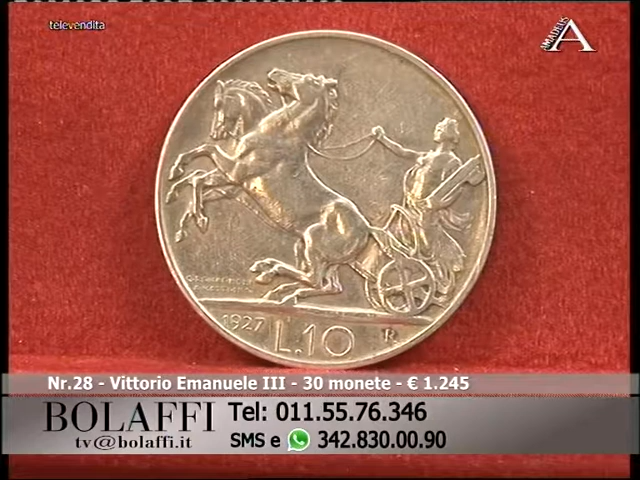 televendita
AMADEUS
A
1927
L.10
R
Nr.28 - Vittorio Emanuele III - 30 monete - € 1.245
BOLAFFI
tv@bolaffi.it
Tel: 011.55.76.346
SMS e 342.830.00.90